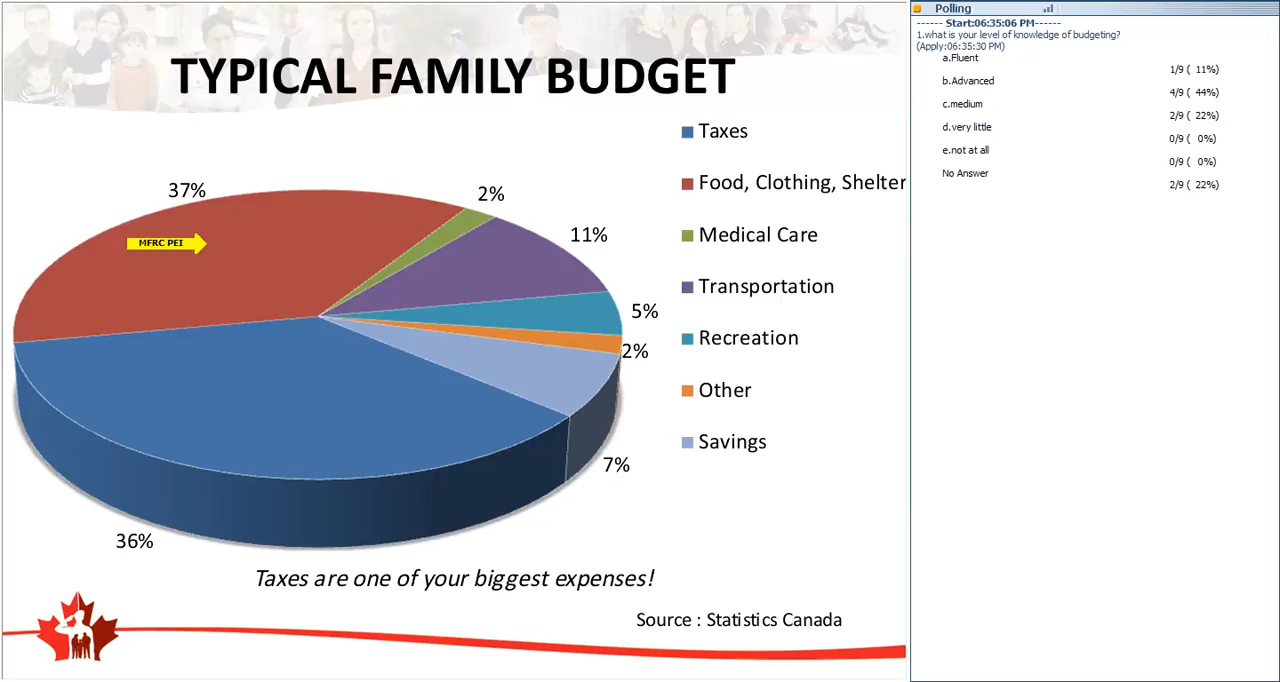 TYPICAL FAMILY BUDGET
Taxes
Food, Clothing, Shelter
Medical Care
Transportation
Recreation
Other
Savings
37%
2%
11%
5%
2%
7%
36%
MFRC PEI
Taxes are one of your biggest expenses!
Source : Statistics Canada
Polling
------ Start:06:35:06 PM------
1.what is your level of knowledge of budgeting?
(Apply:06:35:30 PM)
a.Fluent
1/9 ( 11%)
b.Advanced
4/9 ( 44%)
c.medium
2/9 ( 22%)
d.very little
0/9 ( 0%)
e.not at all
0/9 ( 0%)
No Answer
2/9 ( 22%)